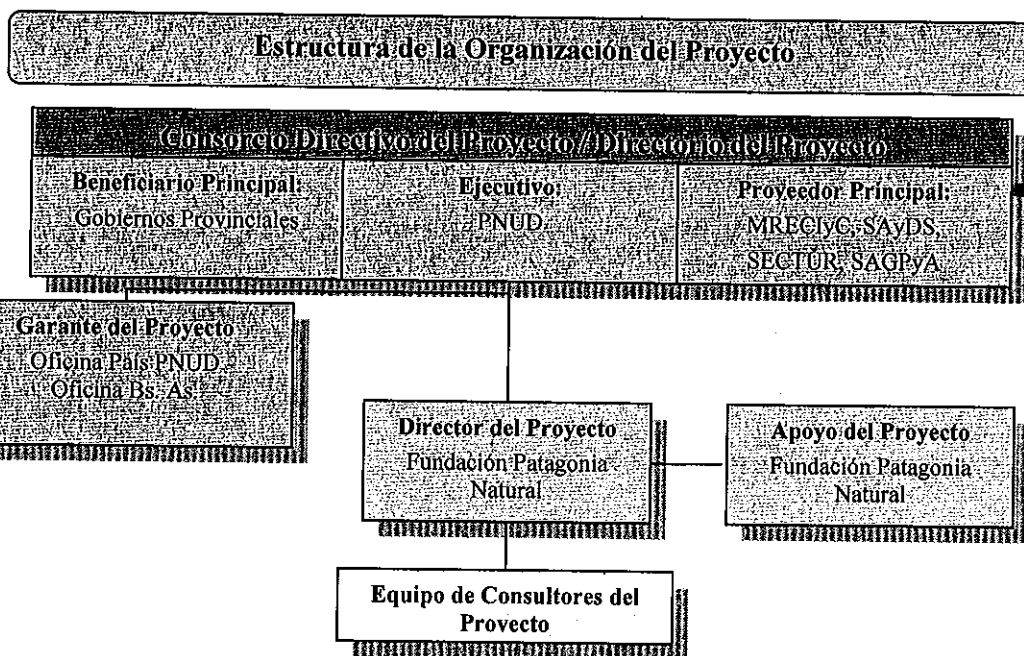 Estructura de la Organización del Proyecto
Consorcio Directivo del Proyecto / Directorio del Proyecto
Beneficiario Principal:
Gobiernos Provinciales
Ejecutivo:
PNUD
Proveedor Principal:
MRECIyC, SAyDS,
SECTUR, SAGPyA
Garante del Proyecto
Oficina País PNUD
Oficina Bs. As.
Director del Proyecto
Fundación Patagonia
Natural
Apoyo del Proyecto
Fundación Patagonia
Natural
Equipo de Consultores del
Proyecto